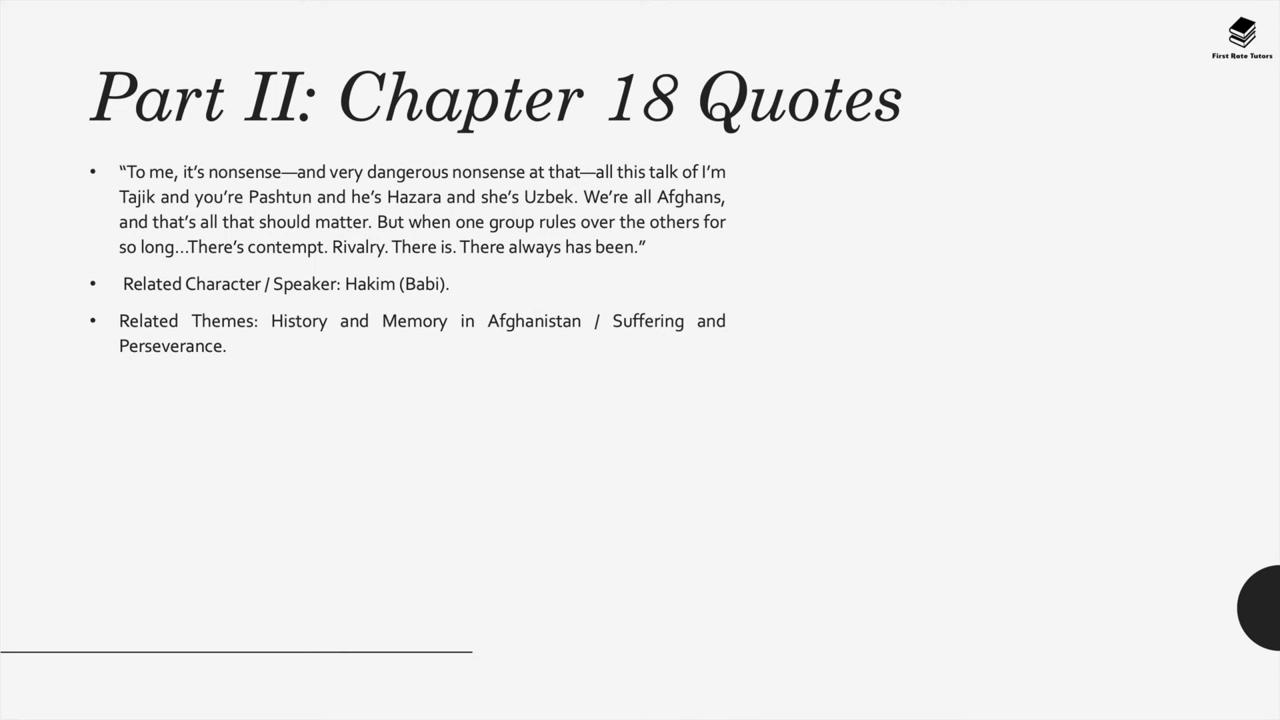 First Rate Tutors
Part II: Chapter 18 Quotes
• “To me, it’s nonsense—and very dangerous nonsense at that—all this talk of I’m
Tajik and you’re Pashtun and he’s Hazara and she’s Uzbek. We’re all Afghans,
and that’s all that should matter. But when one group rules over the others for
so long…There’s contempt. Rivalry. There is. There always has been.”
• Related Character / Speaker: Hakim (Babi).
• Related Themes: History and Memory in Afghanistan / Suffering and
Perseverance.